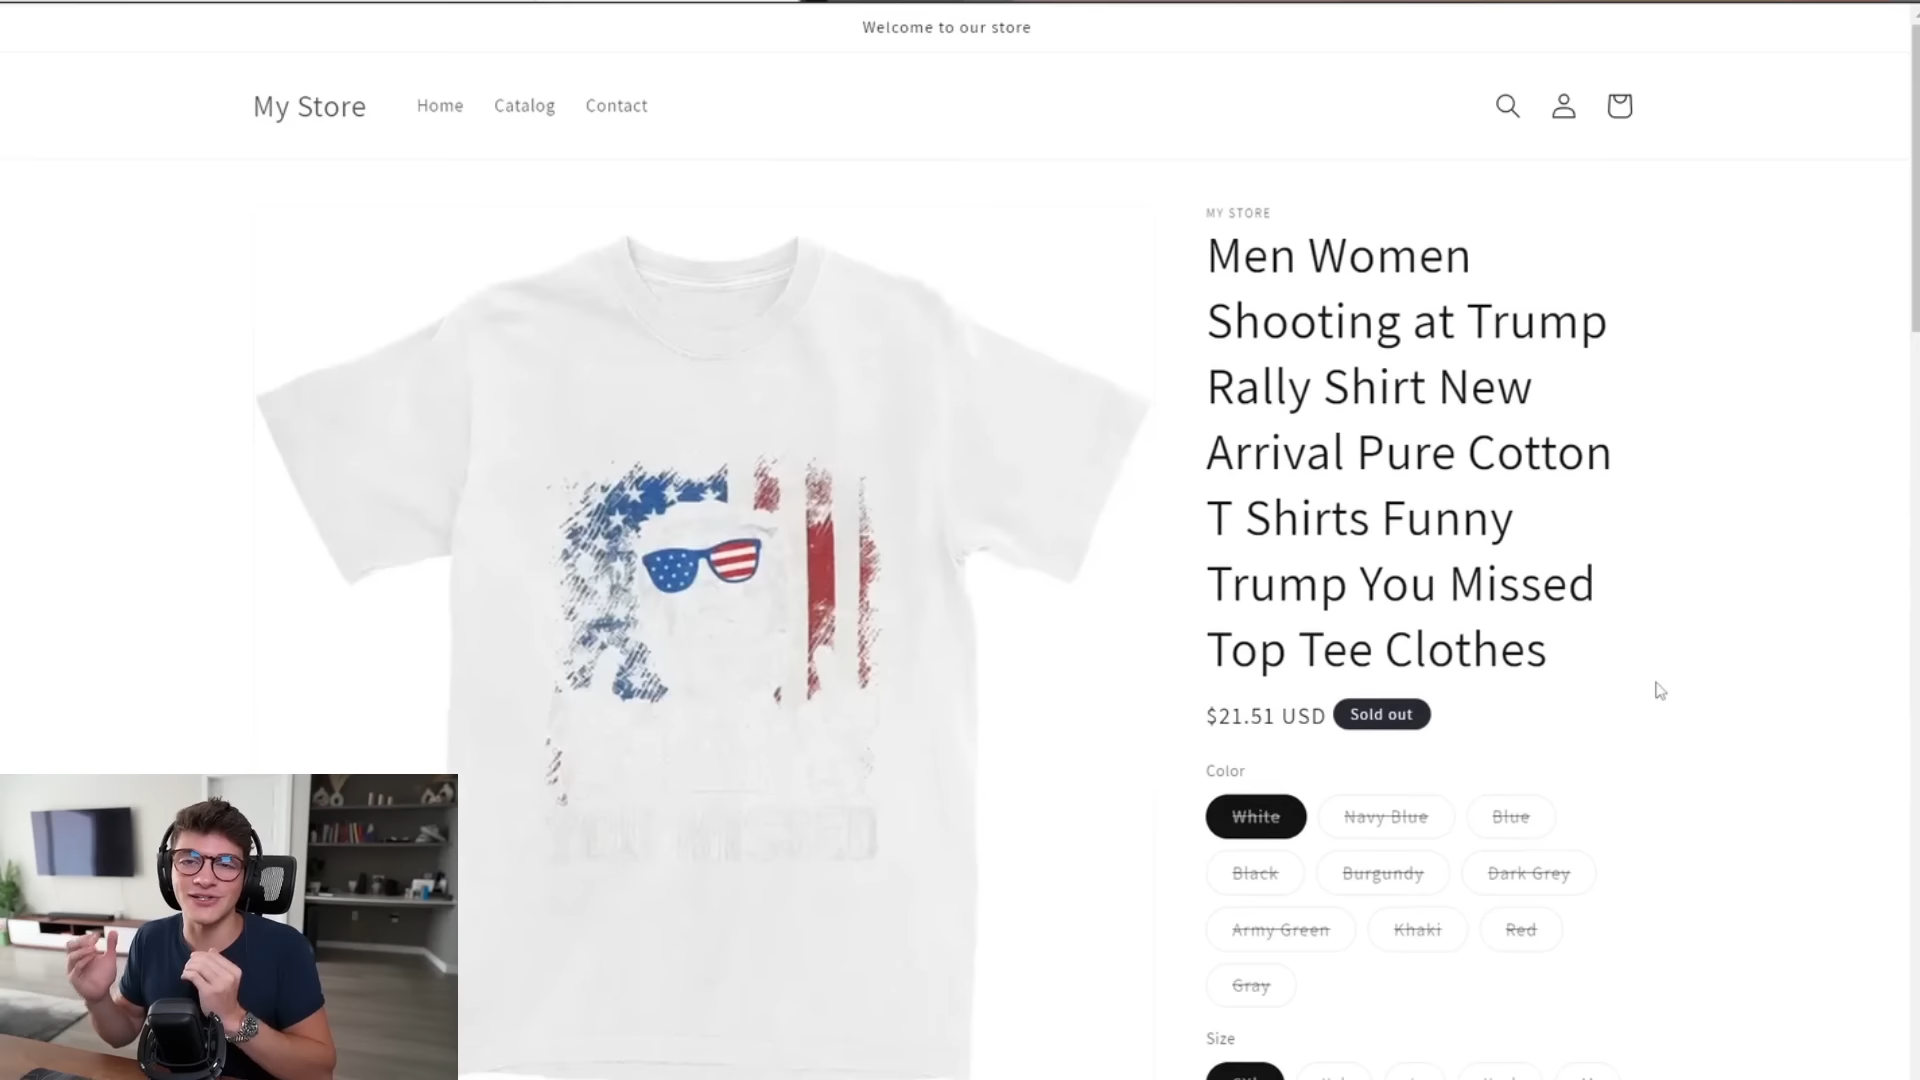 Welcome to our store
My Store
Home
Catalog
Contact
MY STORE
Men Women
Shooting at Trump
Rally Shirt New
Arrival Pure Cotton
T Shirts Funny
Trump You Missed
Top Tee Clothes
$21.51 USD
Sold out
Color
White
Navy Blue
Blue
Black
Burgundy
Dark Grey
Army Green
Khaki
Red
Gray
Size
YOU MISSED